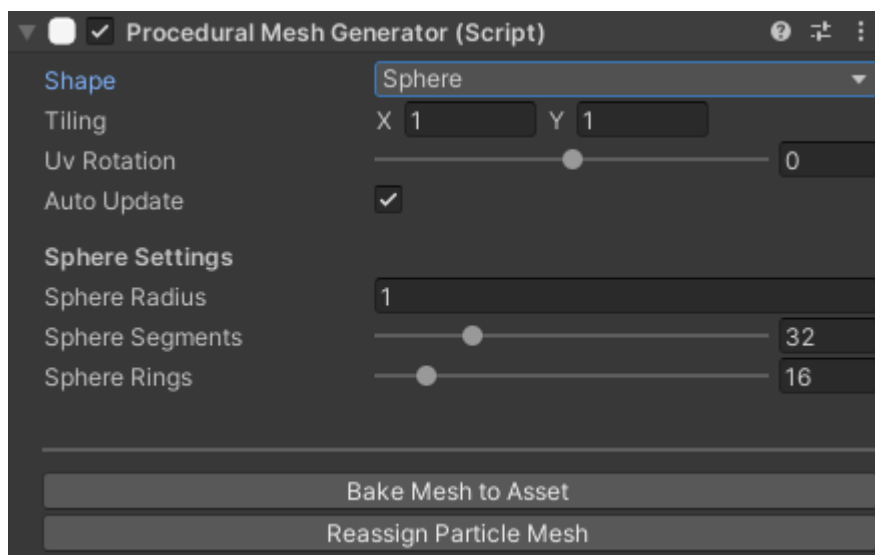 Procedural Mesh Generator (Script)
Shape Sphere
Tiling X 1 Y 1
Uv Rotation 0
Auto Update
Sphere Settings
Sphere Radius 1
Sphere Segments 32
Sphere Rings 16
Bake Mesh to Asset
Reassign Particle Mesh